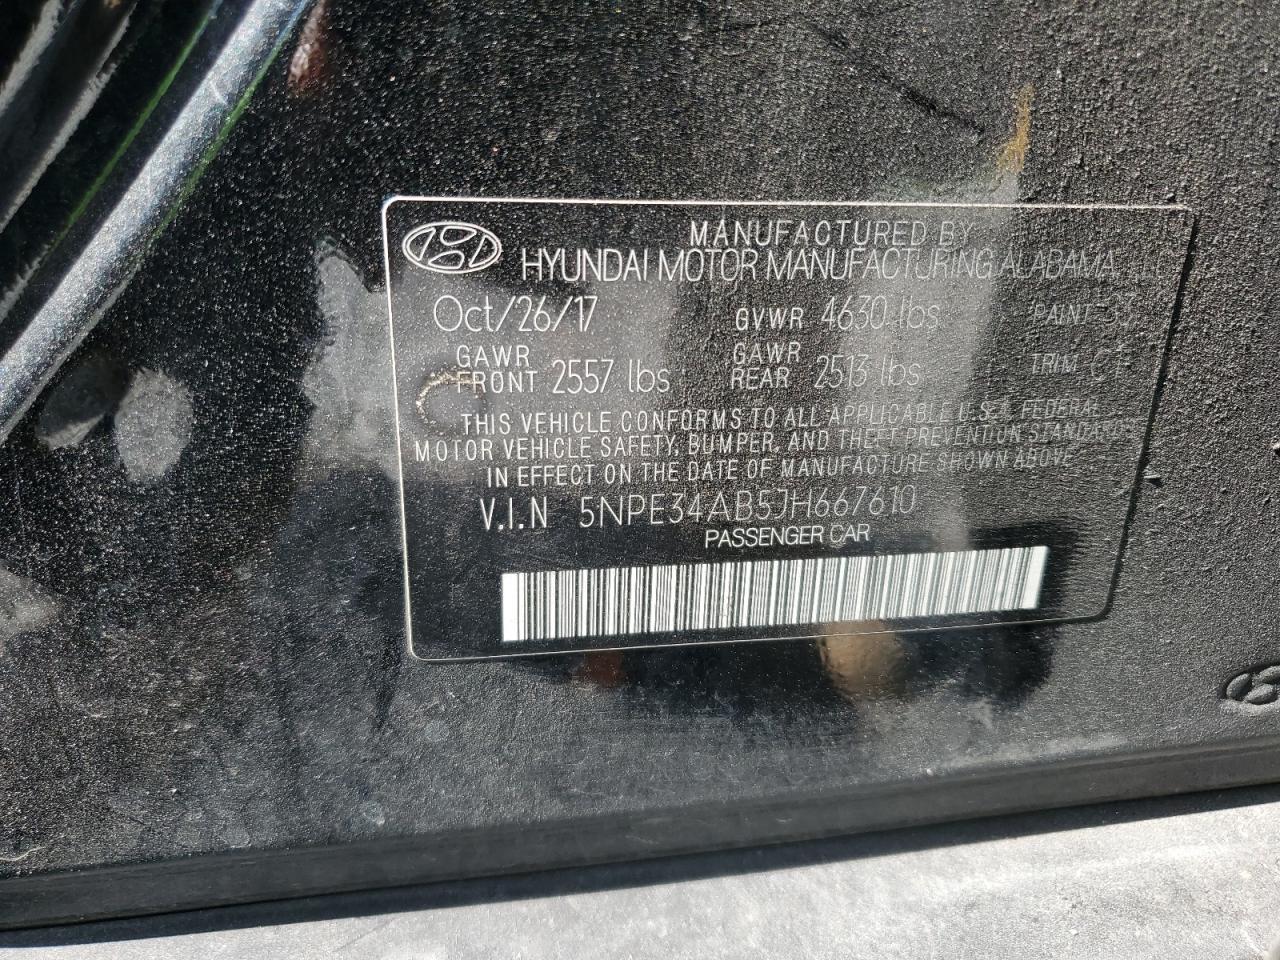 MANUFACTURED BY
HYUNDAI MOTOR MANUFACTURING ALABAMA,
Oct/26/17 GVWR 4630 lbs PAINT
GAWR FRONT 2557 lbs GAWR REAR 2513 lbs TRIM
THIS VEHICLE CONFORMS TO ALL APPLICABLE U.S.A. FEDERAL
MOTOR VEHICLE SAFETY, BUMPER, AND THEFT PREVENTION STANDARDS
IN EFFECT ON THE DATE OF MANUFACTURE SHOWN ABOVE
V.I.N 5NPE34AB5JH667610
PASSENGER CAR